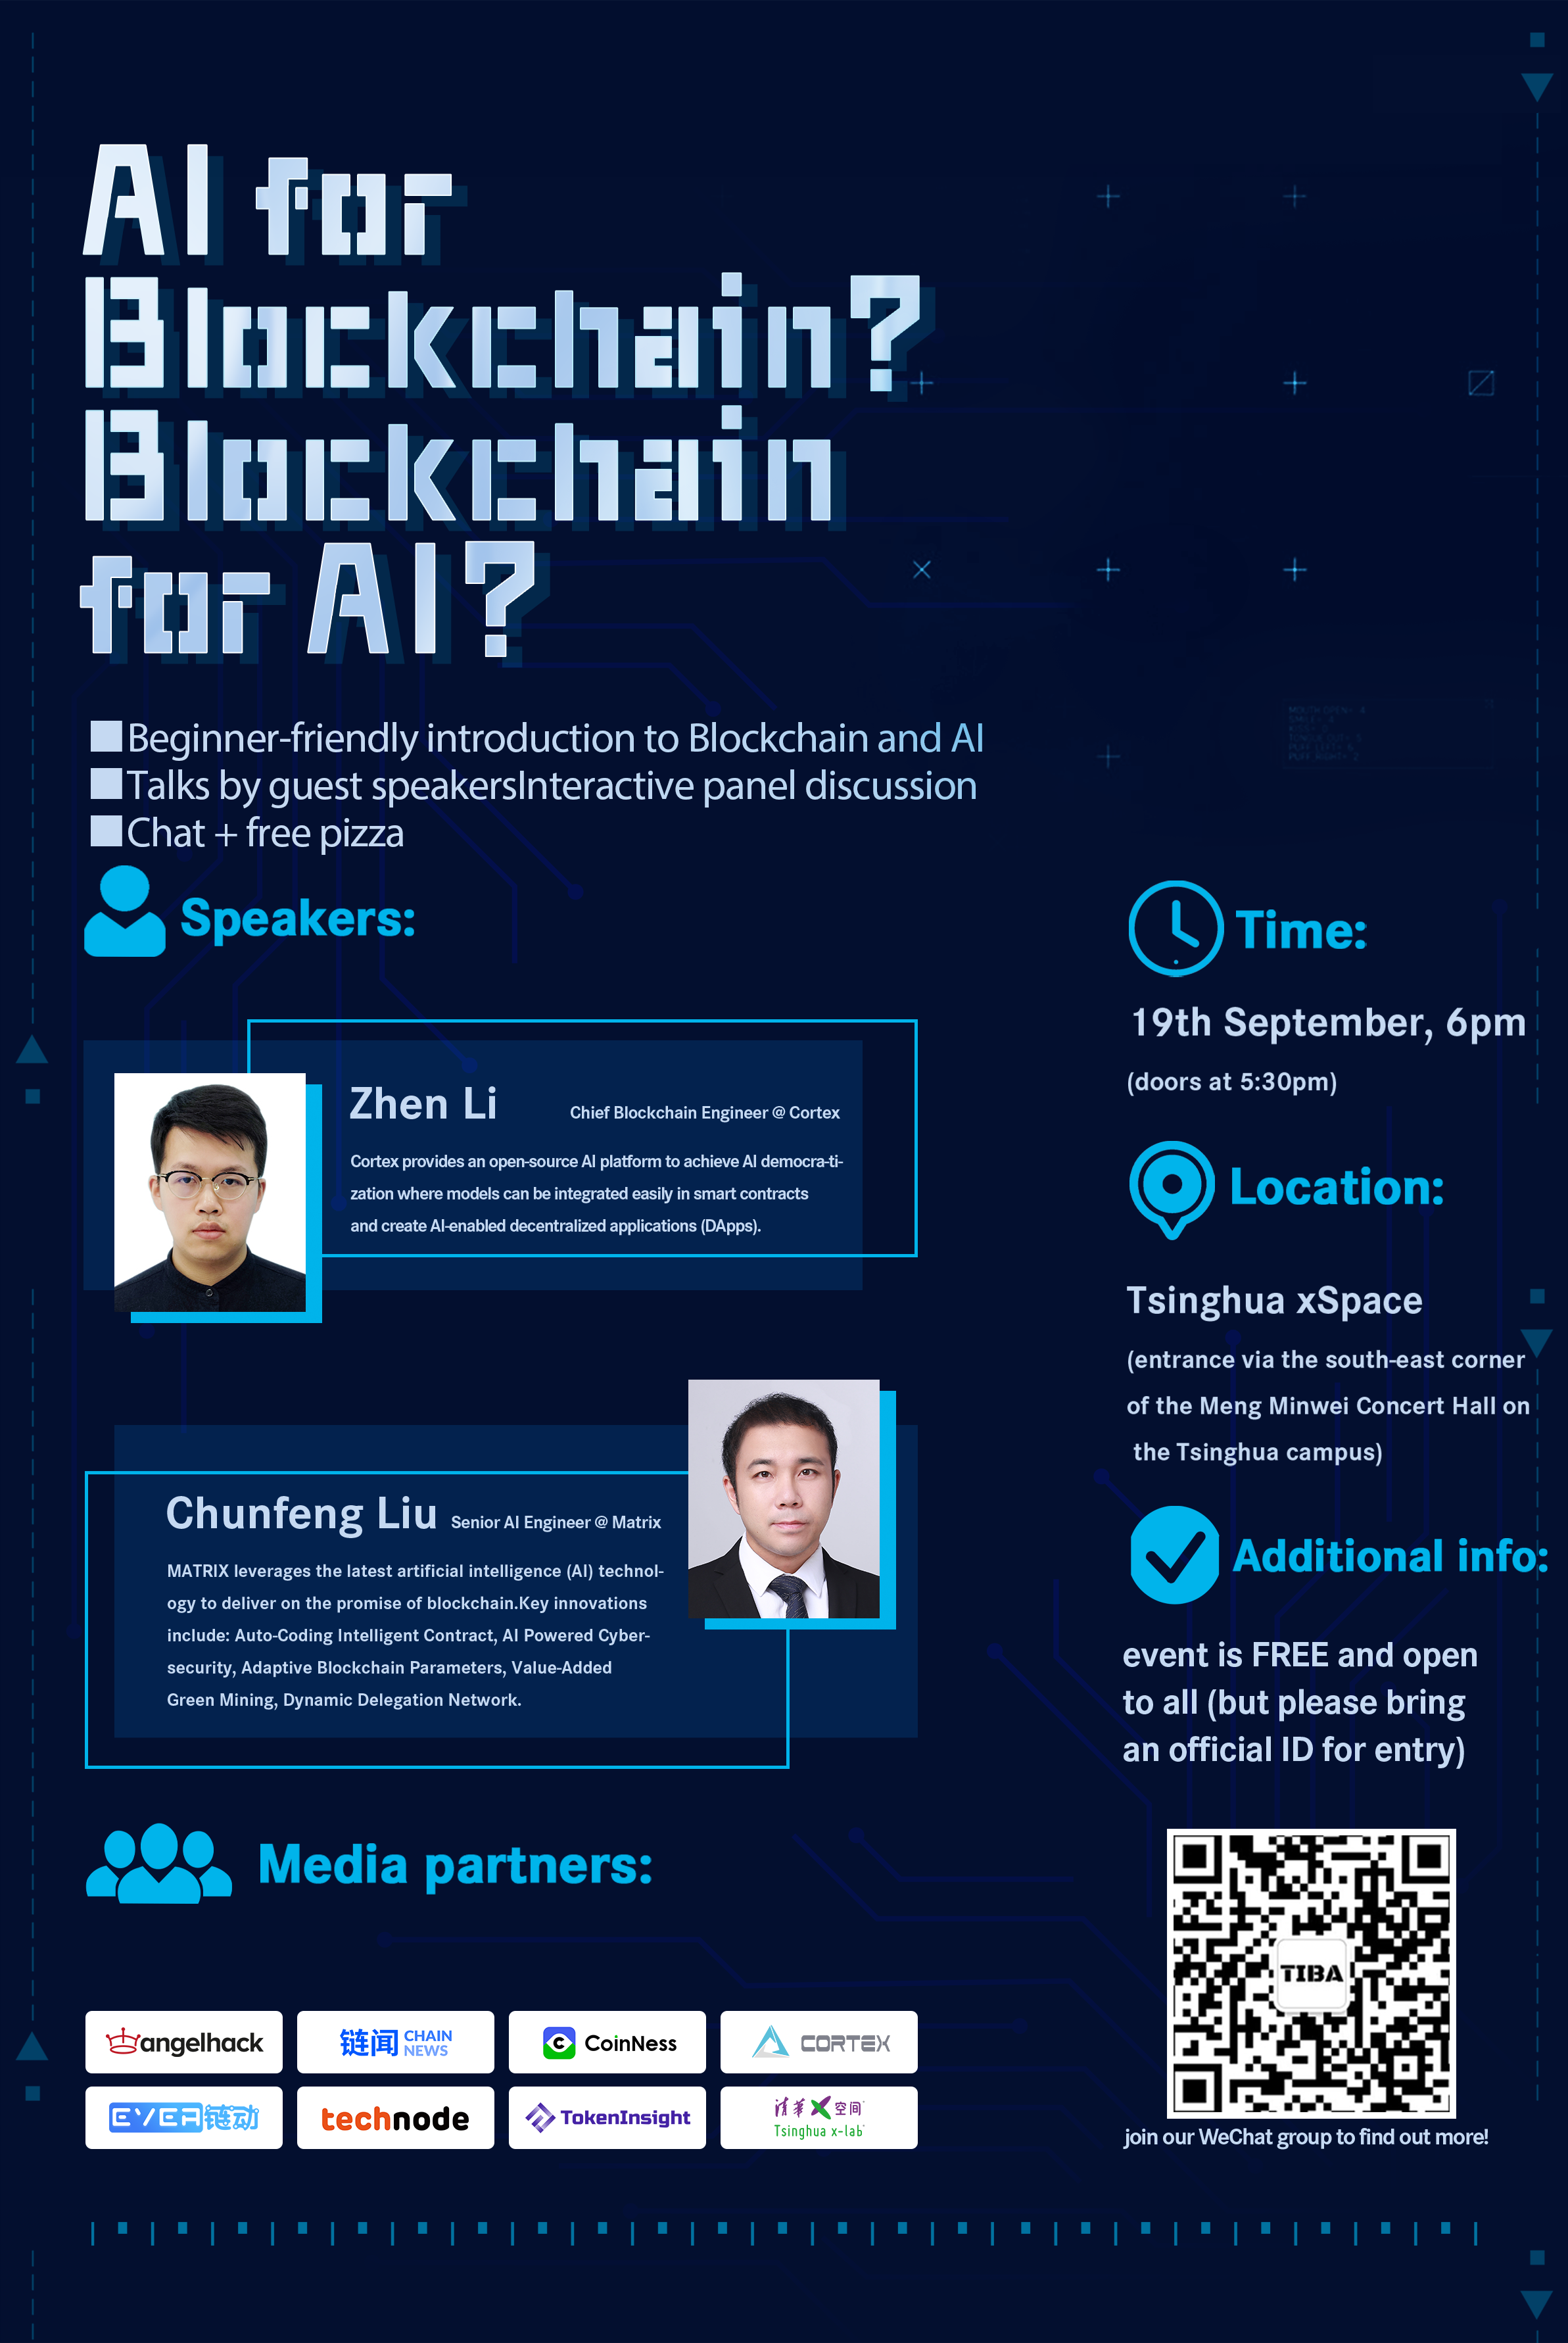 AI for
Blockchain?
Blockchain
for AI?
Beginner-friendly introduction to Blockchain and AI
Talks by guest speakersInteractive panel discussion
Chat + free pizza
Speakers:
Zhen Li
Chief Blockchain Engineer @ Cortex
Cortex provides an open-source AI platform to achieve AI democra-ti-
zation where models can be integrated easily in smart contracts
and create AI-enabled decentralized applications (DApps).
Chunfeng Liu
Senior AI Engineer @ Matrix
MATRIX leverages the latest artificial intelligence (AI) technol-
ogy to deliver on the promise of blockchain.Key innovations
include: Auto-Coding Intelligent Contract, AI Powered Cyber-
security, Adaptive Blockchain Parameters, Value-Added
Green Mining, Dynamic Delegation Network.
Time:
19th September, 6pm
(doors at 5:30pm)
Location:
Tsinghua xSpace
(entrance via the south-east corner
of the Meng Minwei Concert Hall on
the Tsinghua campus)
Additional info:
event is FREE and open
to all (but please bring
an official ID for entry)
TIBA
join our WeChat group to find out more!
Media partners:
angelhack
链闻 CHAIN
NEWS
CoinNess
CORTEX
EVER链动
technode
TokenInsight
清华X空间
Tsinghua x-lab